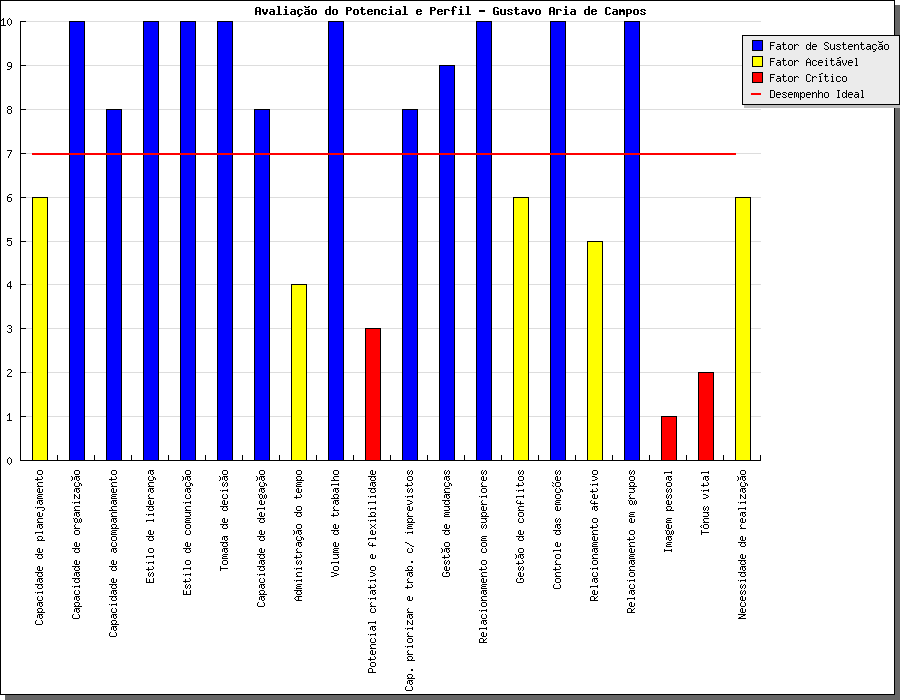 Avaliação do Potencial e Perfil - Gustavo Aria de Campos
Fator de Sustentação
Fator Aceitável
Fator Crítico
Desempenho Ideal
10
9
8
7
6
5
4
3
2
1
0
Capacidade de planejamento
Capacidade de organização
Capacidade de acompanhamento
Estilo de liderança
Estilo de comunicação
Tomada de decisão
Capacidade de delegação
Administração do tempo
Volume de trabalho
Potencial criativo e flexibilidade
Cap. priorizar e trab. c/ imprevistos
Gestão de mudanças
Relacionamento com superiores
Gestão de conflitos
Controle das emoções
Relacionamento afetivo
Relacionamento em grupos
Imagem pessoal
Tônus vital
Necessidade de realização